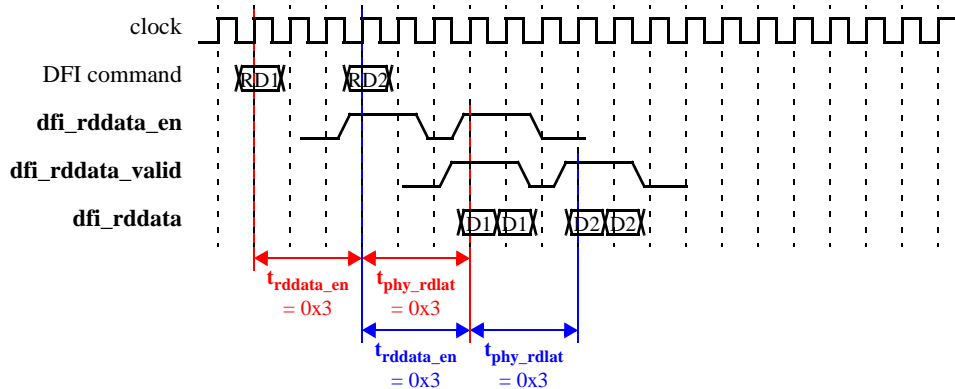 clock
DFI command RD1 RD2
dfi_rddata_en
dfi_rddata_valid
dfi_rddata D1 D1 D2 D2
trddata_en tphy_rdlat
= 0x3 = 0x3
trddata_en tphy_rdlat
= 0x3 = 0x3